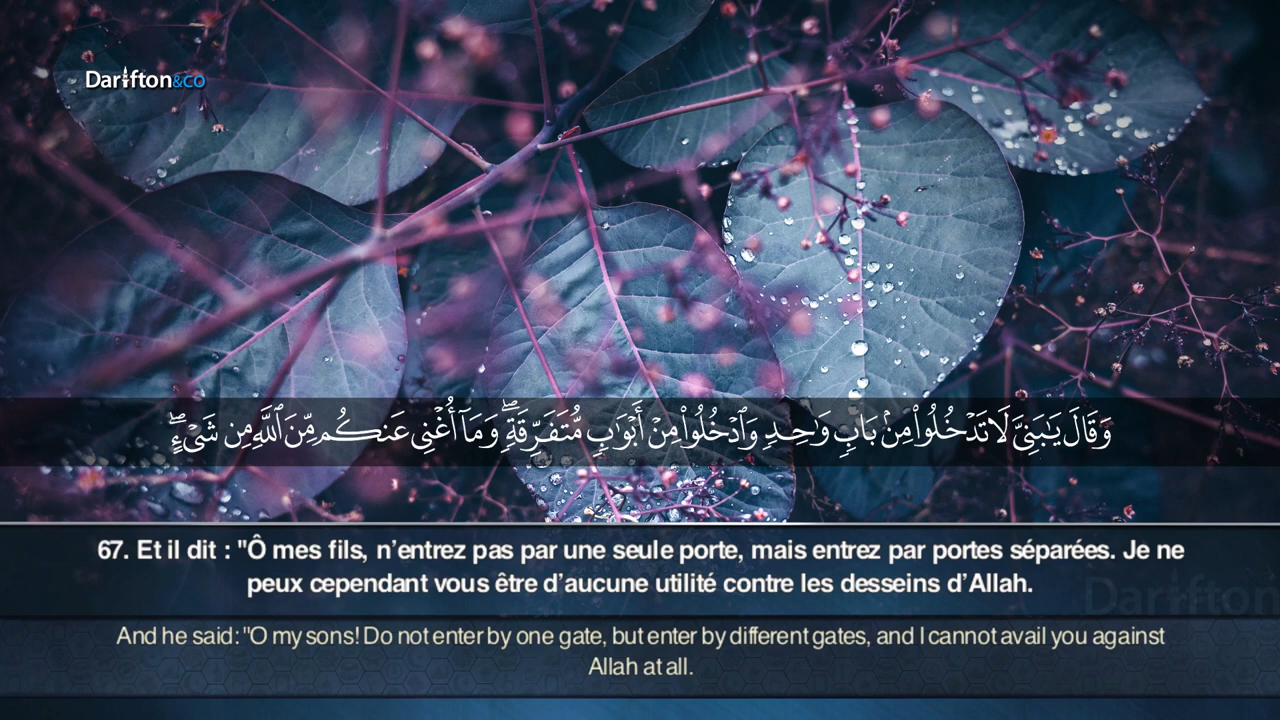 Darifton&co
وَقَالَ يَـٰبَنِىَّ لَا تَدْخُلُوا۟ مِنۢ بَابٍ وَٰحِدٍ وَٱدْخُلُوا۟ مِنْ أَبْوَٰبٍ مُّتَفَرِّقَةٍ ۖ وَمَآ أُغْنِى عَنكُم مِّنَ ٱللَّهِ مِن شَىْءٍ ۖ
67. Et il dit : "Ô mes fils, n’entrez pas par une seule porte, mais entrez par portes séparées. Je ne
peux cependant vous être d’aucune utilité contre les desseins d’Allah.
Darifton
And he said: "O my sons! Do not enter by one gate, but enter by different gates, and I cannot avail you against
Allah at all.